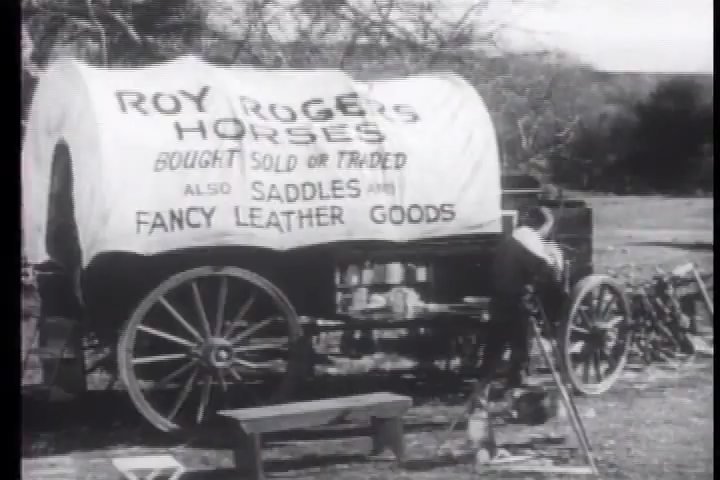 ROY ROGERS
HORSES
BOUGHT SOLD OR TRADED
ALSO SADDLES AND
FANCY LEATHER GOODS